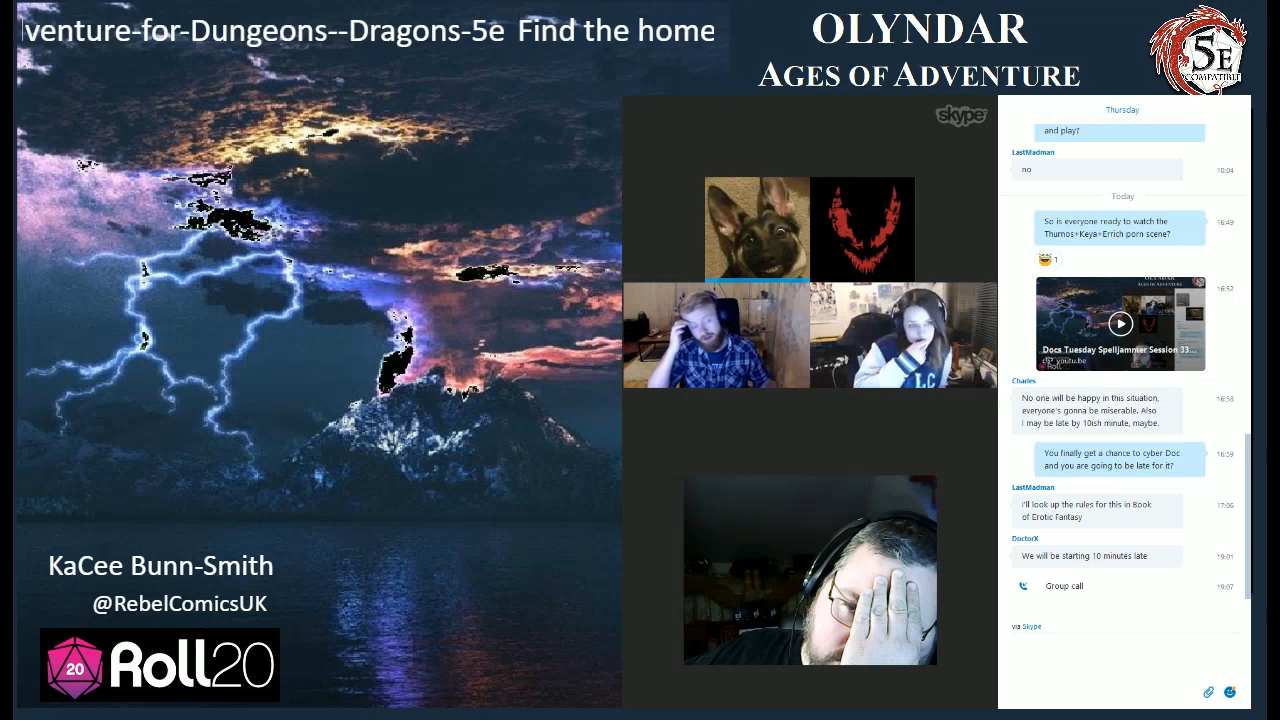 venture-for-Dungeons--Dragons-5e Find the home
OLYNDAR
AGES OF ADVENTURE
5E
COMPATIBLE
skype
Thursday
and play?
LastMadman
no
10:04
Today
So is everyone ready to watch the
Thurnos+Keya+Errich porn scene?
16:49
1
16:52
Docs Tuesday Spelljammer Session 33...
youtu.be
Charles
No one will be happy in this situation,
everyone's gonna be miserable. Also
I may be late by 10ish minute, maybe.
16:58
You finally get a chance to cyber Doc
and you are going to be late for it?
16:59
LastMadman
I'll look up the rules for this in Book
of Erotic Fantasy
17:06
DoctorX
We will be starting 10 minutes late
19:01
Group call
19:07
via Skype
L C
KaCee Bunn-Smith
@RebelComicsUK
20
Roll20